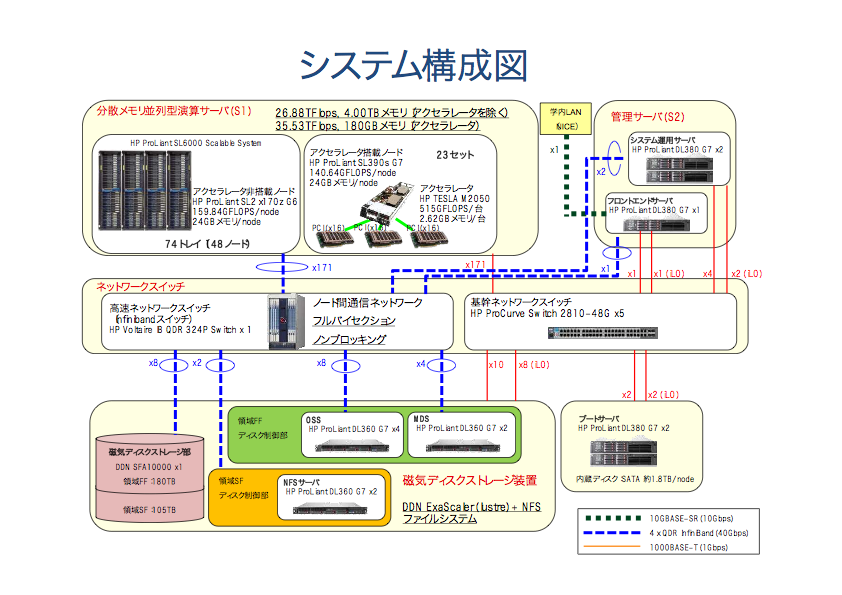 システム構成図
分散メモリ並列型演算サーバ(S1)
26.88TFlbps, 4.00TBメモリ (アクセラレータを除く)
35.53TFlbps, 180GBメモリ (アクセラレータ)
HP ProLiant SL6000 Scalable System
アクセラレータ非搭載ノード
HP ProLiant SL2x170z G6
159.84GFLOPS/node
24GBメモリ/node
74トレイ (48ノード)
アクセラレータ搭載ノード
HP ProLiant SL390s G7
140.64GFLOPS/node
24GBメモリ/node
23セット
アクセラレータ
HP TESLA M2050
515GFLOPS/台
2.62GBメモリ/台
PCI(x16)
PCI(x16)
PCI(x16)
学内LAN
(NICE)
x1
管理サーバ(S2)
システム運用サーバ
HP ProLiant DL380 G7 x2
x2
フロントエンドサーバ
HP ProLiant DL380 G7 x1
x171
x171
x1
x1
x1 (iLO)
x4
x2 (iLO)
ネットワークスイッチ
高速ネットワークスイッチ
(Infinibandスイッチ)
HP Voltaire IB QDR 324P Switch x 1
ノード間通信ネットワーク
フルバイセクション
ノンブロッキング
基幹ネットワークスイッチ
HP ProCurve Switch 2810-48G x5
x8
x2
x8
x4
x10
x8 (iLO)
x2
x2 (iLO)
領域FF
ディスク制御部
OSS
HP ProLiant DL360 G7 x4
MDS
HP ProLiant DL360 G7 x2
磁気ディスクストレージ部
DDN SFA10000 x1
領域FF :180TB
領域SF :305TB
領域SF
ディスク制御部
NFSサーバ
HP ProLiant DL360 G7 x2
磁気ディスクストレージ装置
DDN ExaScaler(Lustre)+ NFS
ファイルシステム
ブートサーバ
HP ProLiant DL380 G7 x2
内蔵ディスク SATA 約1.8TB/node
10GBASE-SR (10Gbps)
4 x QDR InfiniBand (40Gbps)
1000BASE-T (1Gbps)